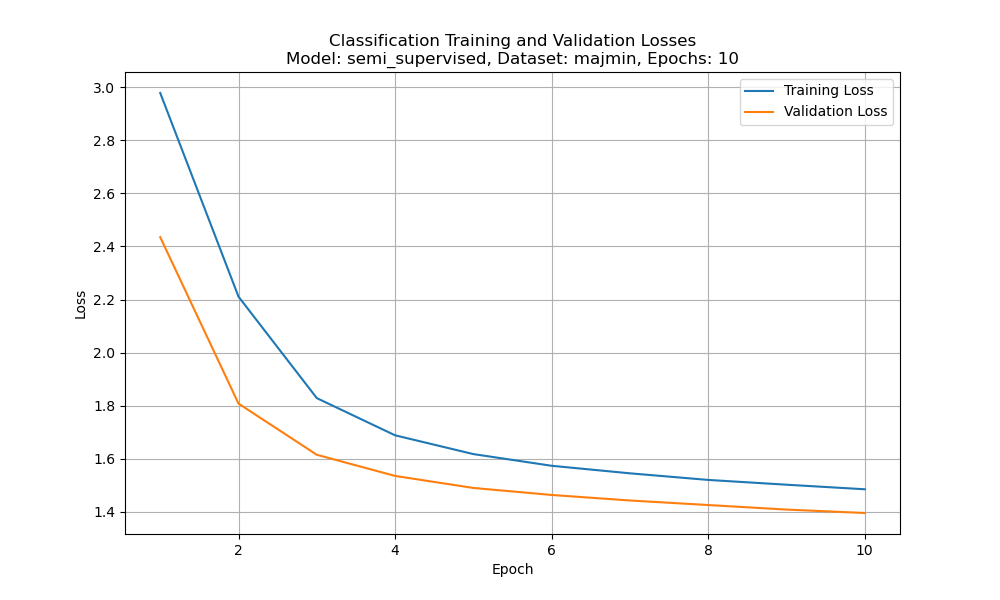 Classification Training and Validation Losses
Model: semi_supervised, Dataset: majmin, Epochs: 10
Training Loss
Validation Loss
3.0
2.8
2.6
2.4
2.2
2.0
1.8
1.6
1.4
Loss
2 4 6 8 10
Epoch